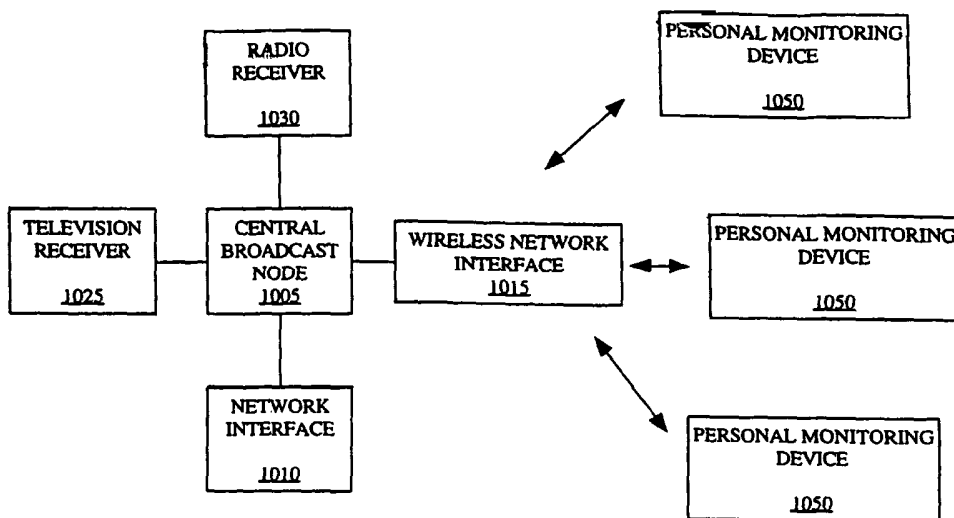 RADIO
RECEIVER
1030
PERSONAL MONITORING
DEVICE
1050
TELEVISION
RECEIVER
1025
CENTRAL
BROADCAST
NODE
1005
WIRELESS NETWORK
INTERFACE
1015
PERSONAL MONITORING
DEVICE
1050
NETWORK
INTERFACE
1010
PERSONAL MONITORING
DEVICE
1050